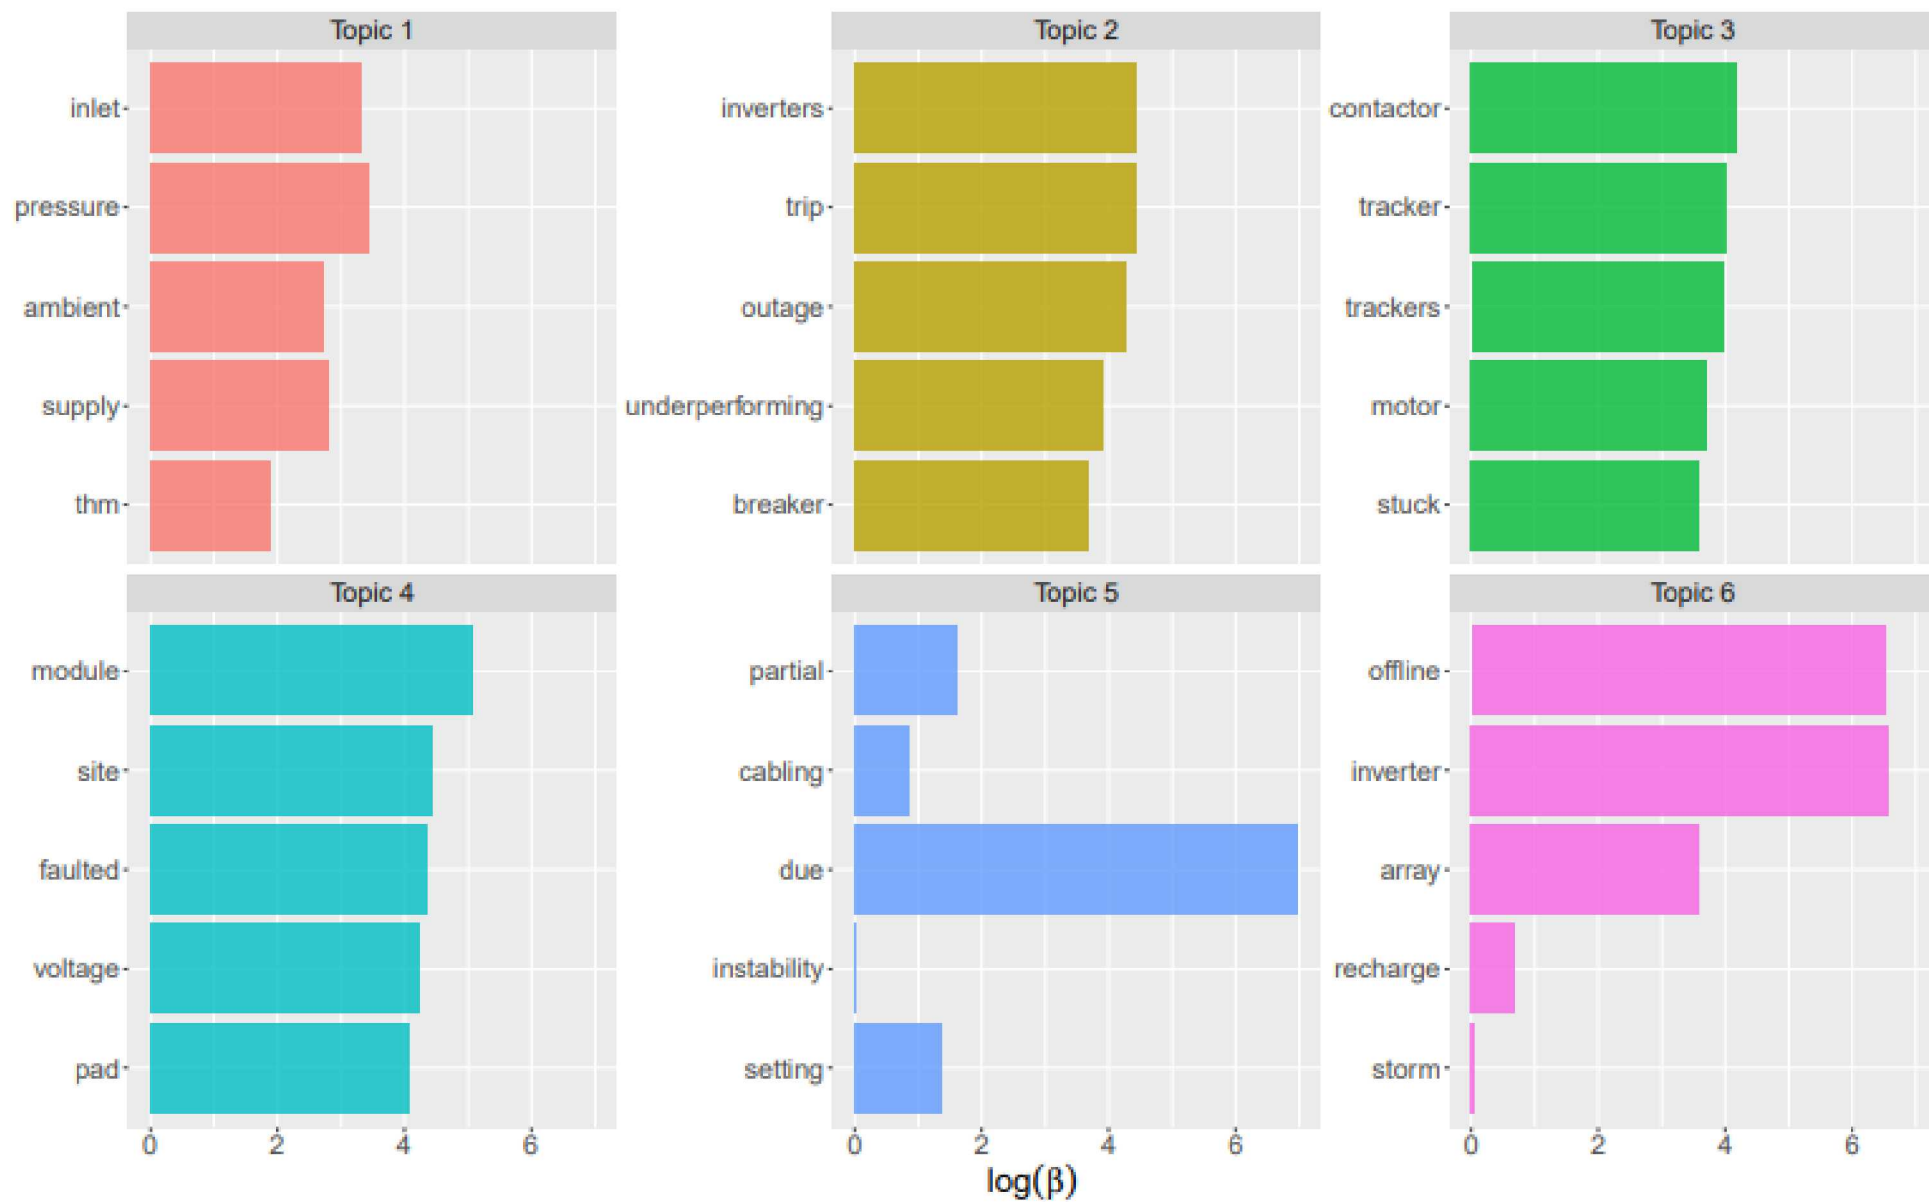 Topic 1
inlet
pressure
ambient
supply
thm
Topic 2
inverters
trip
outage
underperforming
breaker
Topic 3
contactor
tracker
trackers
motor
stuck
Topic 4
module
site
faulted
voltage
pad
0 2 4 6
Topic 5
partial
cabling
due
instability
setting
0 2 4 6
Topic 6
offline
inverter
array
recharge
storm
0 2 4 6
log(β)